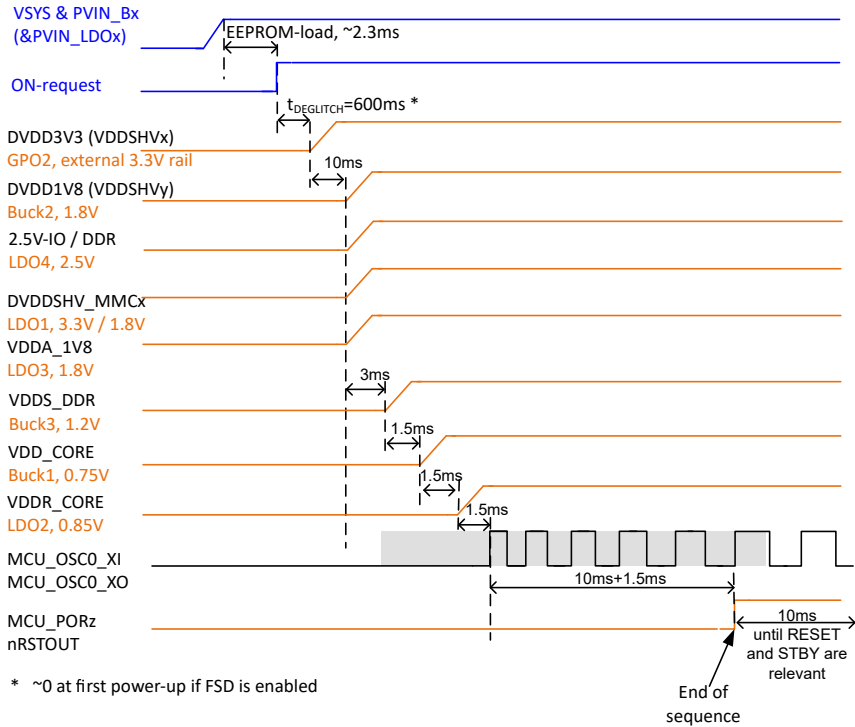 VSYS & PVIN_Bx
(&PVIN_LDOx)
EEPROM-load, ~2.3ms
ON-request
tDEGLITCH=600ms *
DVDD3V3 (VDDSHVx)
GPO2, external 3.3V rail
10ms
DVDD1V8 (VDDSHVy)
Buck2, 1.8V
2.5V-IO / DDR
LDO4, 2.5V
DVDDSHV_MMCx
LDO1, 3.3V / 1.8V
VDDA_1V8
LDO3, 1.8V
3ms
VDDS_DDR
Buck3, 1.2V
1.5ms
VDD_CORE
Buck1, 0.75V
1.5ms
VDDR_CORE
LDO2, 0.85V
1.5ms
MCU_OSC0_XI
MCU_OSC0_XO
10ms+1.5ms
MCU_PORz
nRSTOUT
10ms
until RESET
and STBY are
relevant
* ~0 at first power-up if FSD is enabled
End of
sequence